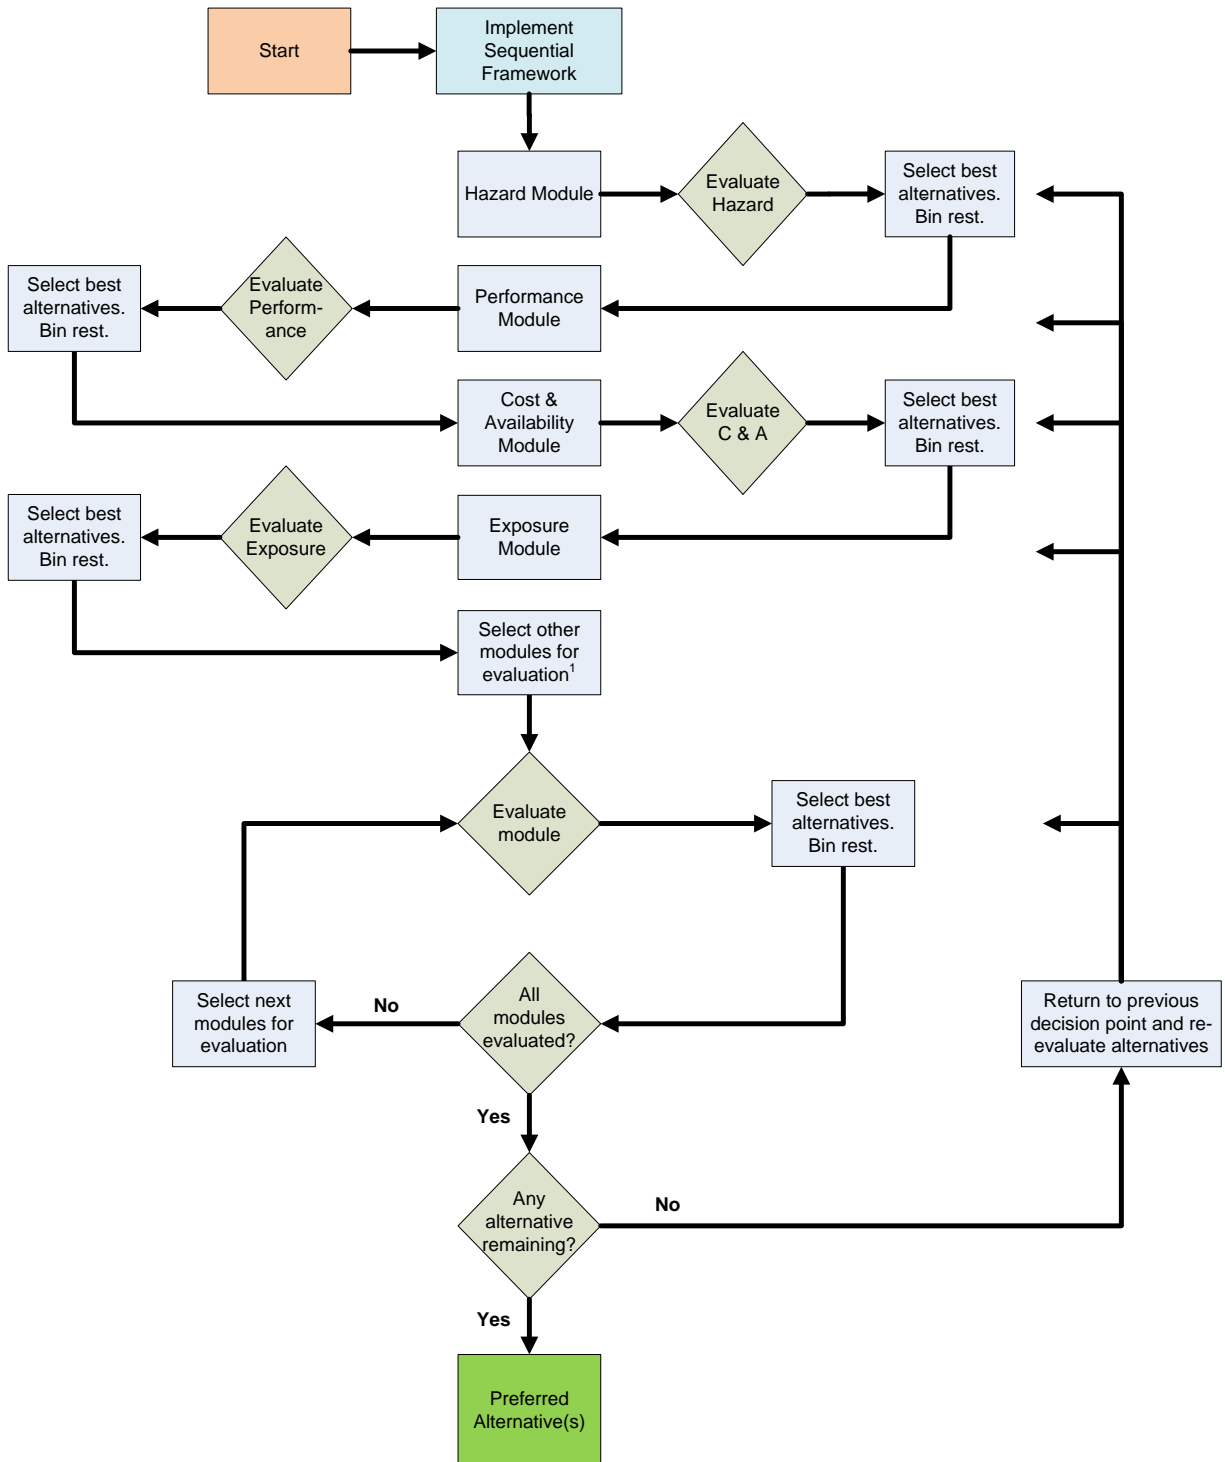 Start
Implement
Sequential
Framework
Hazard Module
Evaluate
Hazard
Select best
alternatives.
Bin rest.
Select best
alternatives.
Bin rest.
Evaluate
Perform-
ance
Performance
Module
Cost &
Availability
Module
Evaluate
C & A
Select best
alternatives.
Bin rest.
Select best
alternatives.
Bin rest.
Evaluate
Exposure
Exposure
Module
Select other
modules for
evaluation¹
Evaluate
module
Select best
alternatives.
Bin rest.
Select next
modules for
evaluation
No
All
modules
evaluated?
Return to previous
decision point and re-
evaluate alternatives
Yes
Any
alternative
remaining?
No
Yes
Preferred
Alternative(s)